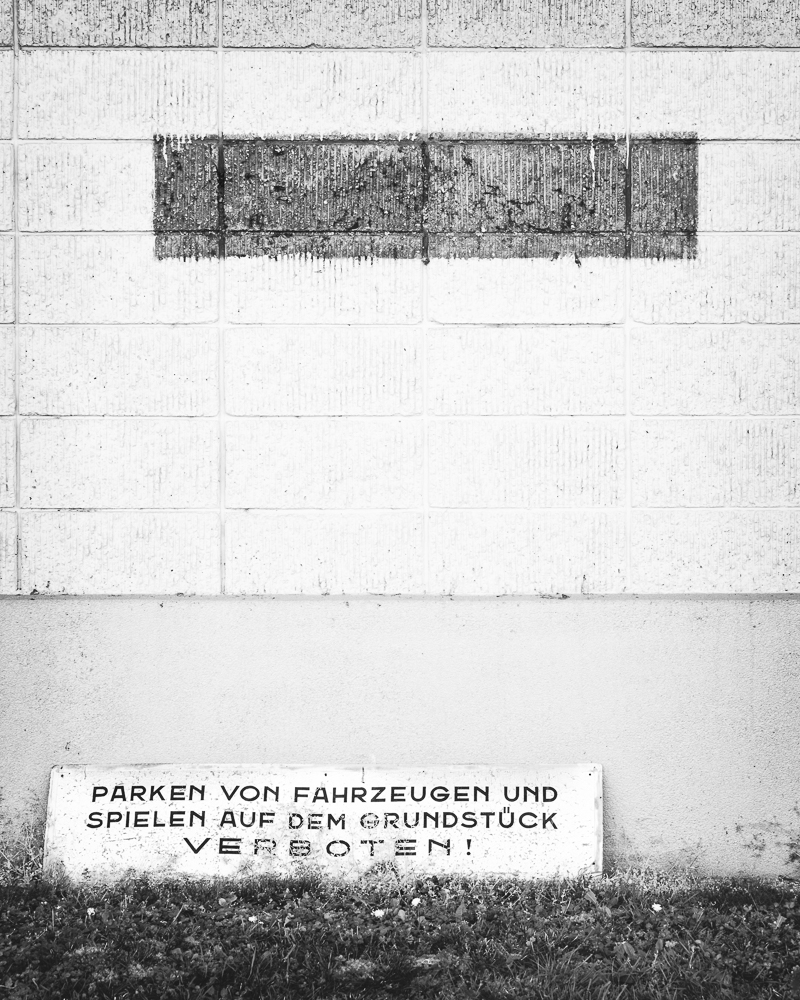 PARKEN VON FAHRZEUGEN UND
SPIELEN AUF DEM GRUNDSTÜCK
VERBOTEN!